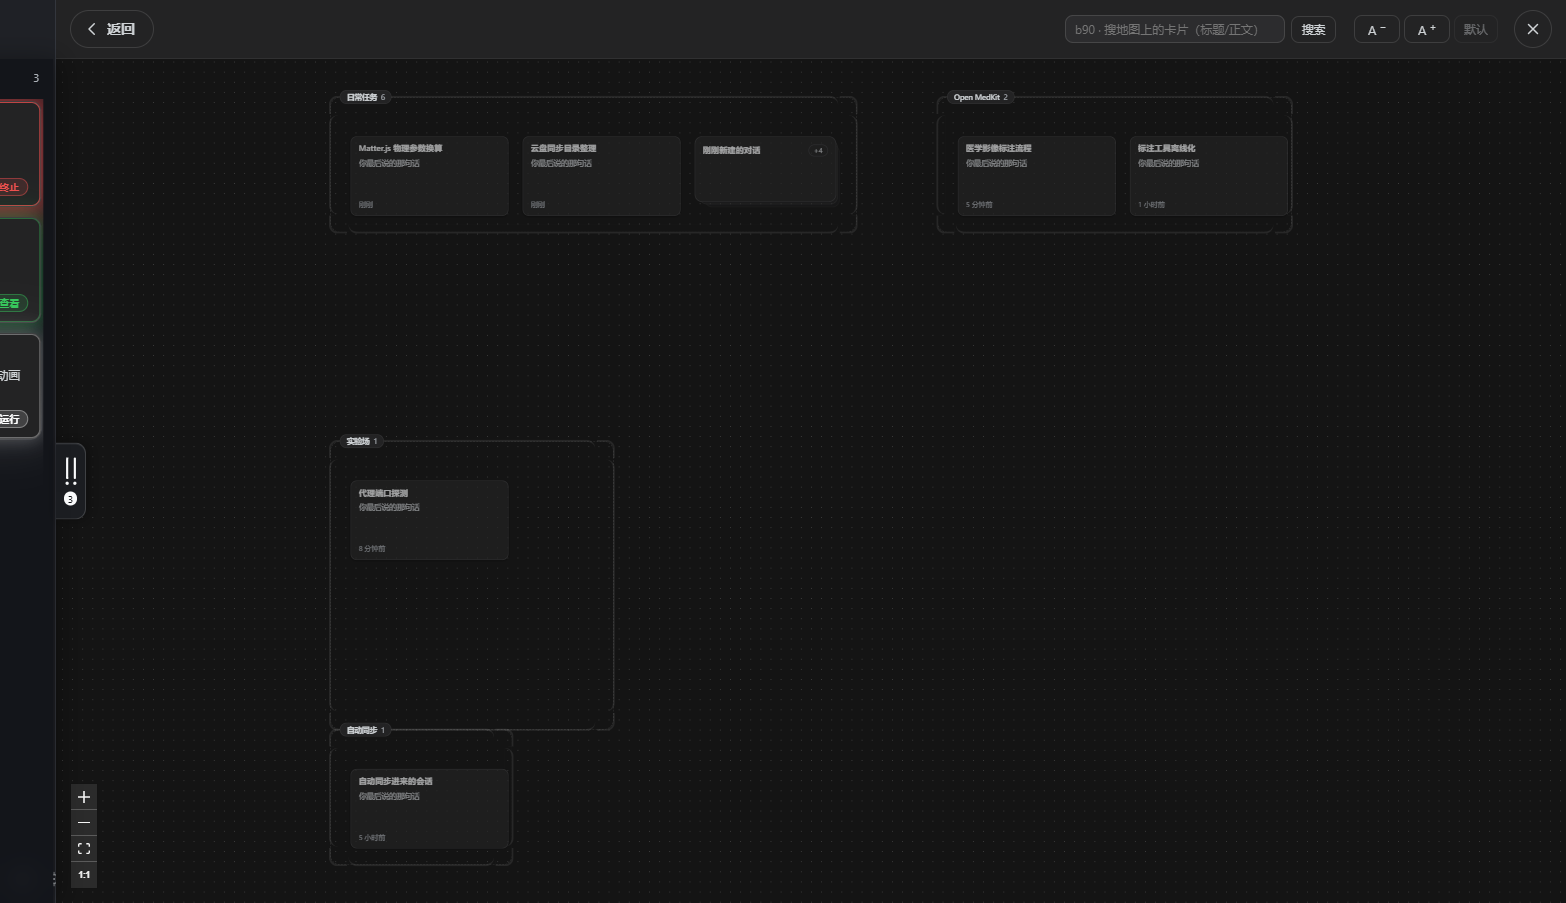 返回
b90 · 搜地图上的卡片（标题/正文）
搜索
A⁻
A⁺
默认
3
终止
查看
动画
运行
3
日常任务 6
Matter.js 物理参数换算
你最后说的那句话
刚刚
云盘同步目录整理
你最后说的那句话
刚刚
刚刚新建的对话
+4
Open MedKit 2
医学影像标注流程
你最后说的那句话
5 分钟前
标注工具离线化
你最后说的那句话
1 小时前
实验场 1
代理端口探测
你最后说的那句话
8 分钟前
自动同步 1
自动同步进来的会话
你最后说的那句话
5 小时前
1:1